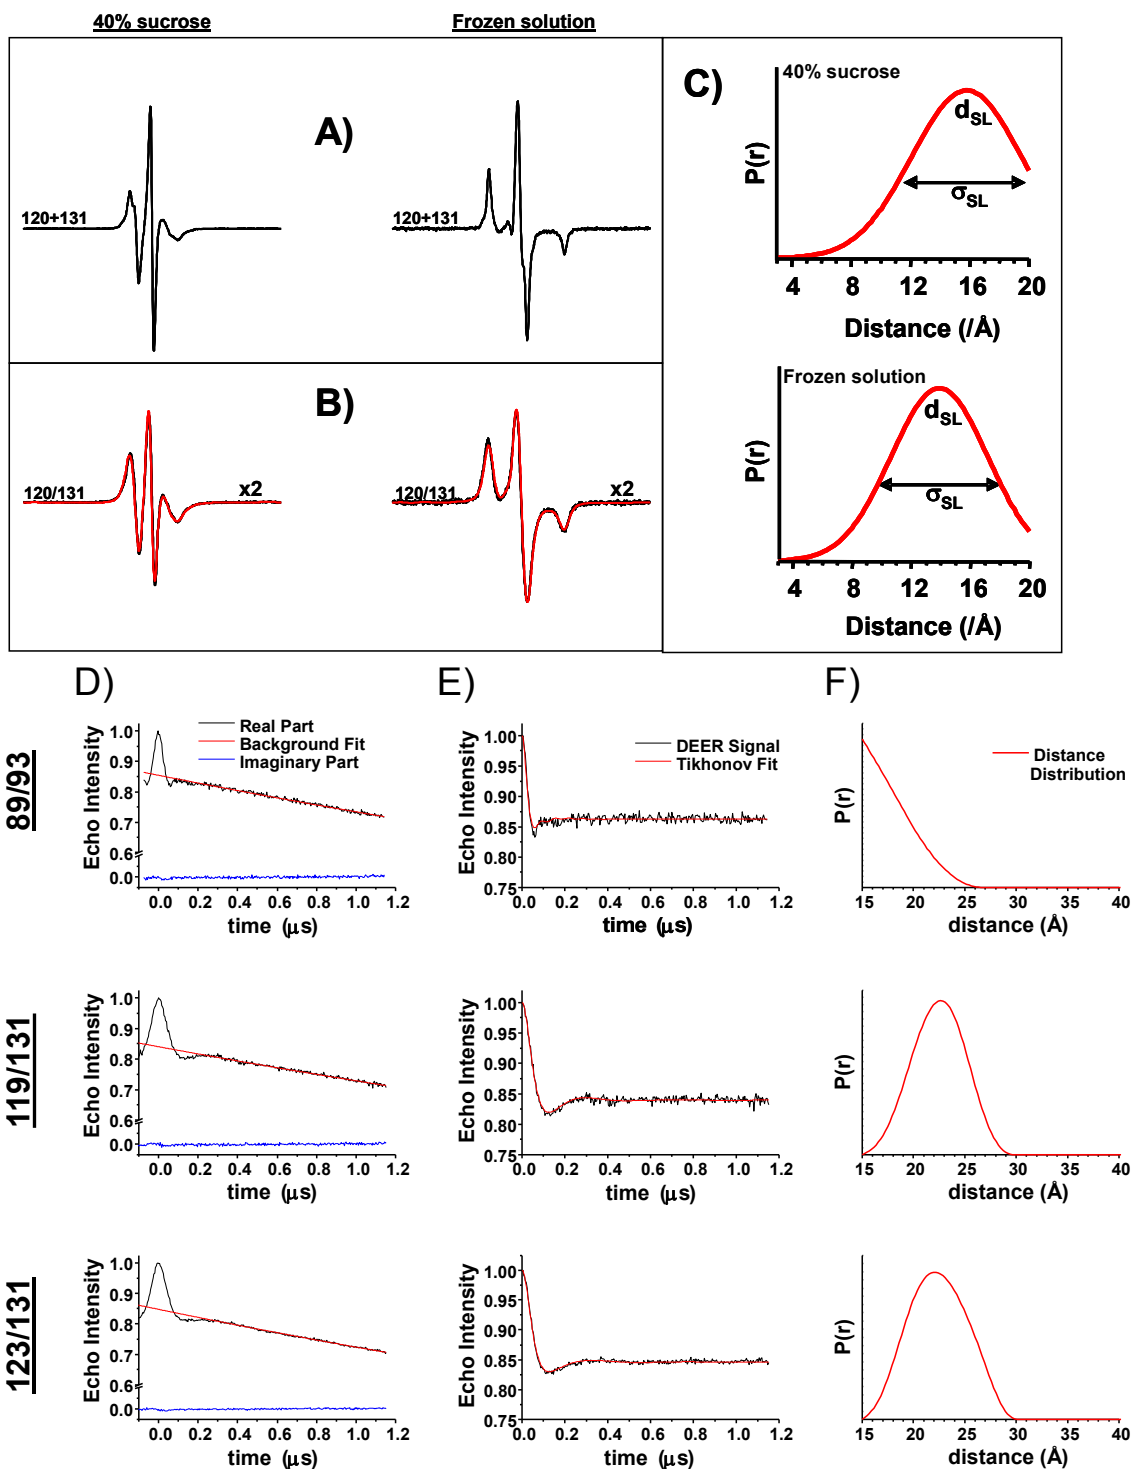 40% sucrose
Frozen solution
A)
120+131
120+131
B)
120/131
x2
120/131
x2
C)
40% sucrose
P(r)
dSL
σSL
4 8 12 16 20
Distance (/Å)
Frozen solution
P(r)
dSL
σSL
4 8 12 16 20
Distance (/Å)
D)
E)
F)
89/93
Echo Intensity
1.0
0.9
0.8
0.7
0.6
0.0
Real Part
Background Fit
Imaginary Part
0.0 0.2 0.4 0.6 0.8 1.0 1.2
time (μs)
Echo Intensity
1.00
0.95
0.90
0.85
0.80
0.75
DEER Signal
Tikhonov Fit
0.0 0.2 0.4 0.6 0.8 1.0 1.2
time (μs)
P(r)
Distance
Distribution
15 20 25 30 35 40
distance (Å)
119/131
Echo Intensity
1.0
0.9
0.8
0.7
0.6
0.0
0.0 0.2 0.4 0.6 0.8 1.0 1.2
time (μs)
Echo Intensity
1.00
0.95
0.90
0.85
0.80
0.75
0.0 0.2 0.4 0.6 0.8 1.0 1.2
time (μs)
P(r)
15 20 25 30 35 40
distance (Å)
123/131
Echo Intensity
1.0
0.9
0.8
0.7
0.6
0.0
0.0 0.2 0.4 0.6 0.8 1.0 1.2
time (μs)
Echo Intensity
1.00
0.95
0.90
0.85
0.80
0.75
0.0 0.2 0.4 0.6 0.8 1.0 1.2
time (μs)
P(r)
15 20 25 30 35 40
distance (Å)